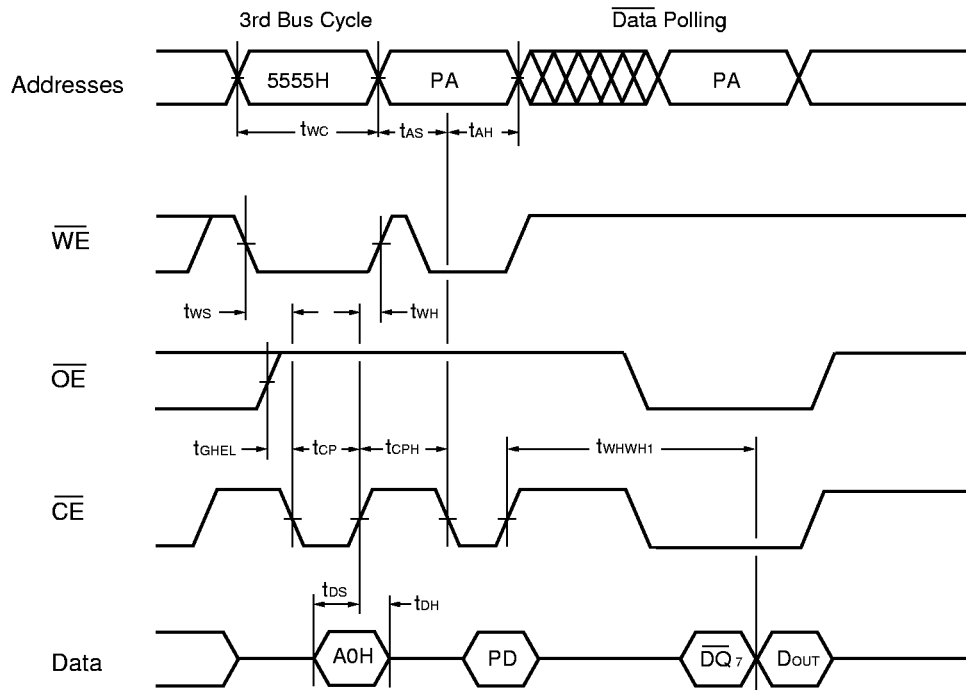 3rd Bus Cycle
Data Polling
Addresses
5555H
PA
PA
tWC
tAS
tAH
WE
tWS
tWH
OE
tGHEL
tCP
tCPH
tWHWH1
CE
tDS
tDH
Data
A0H
PD
DQ7
DOUT